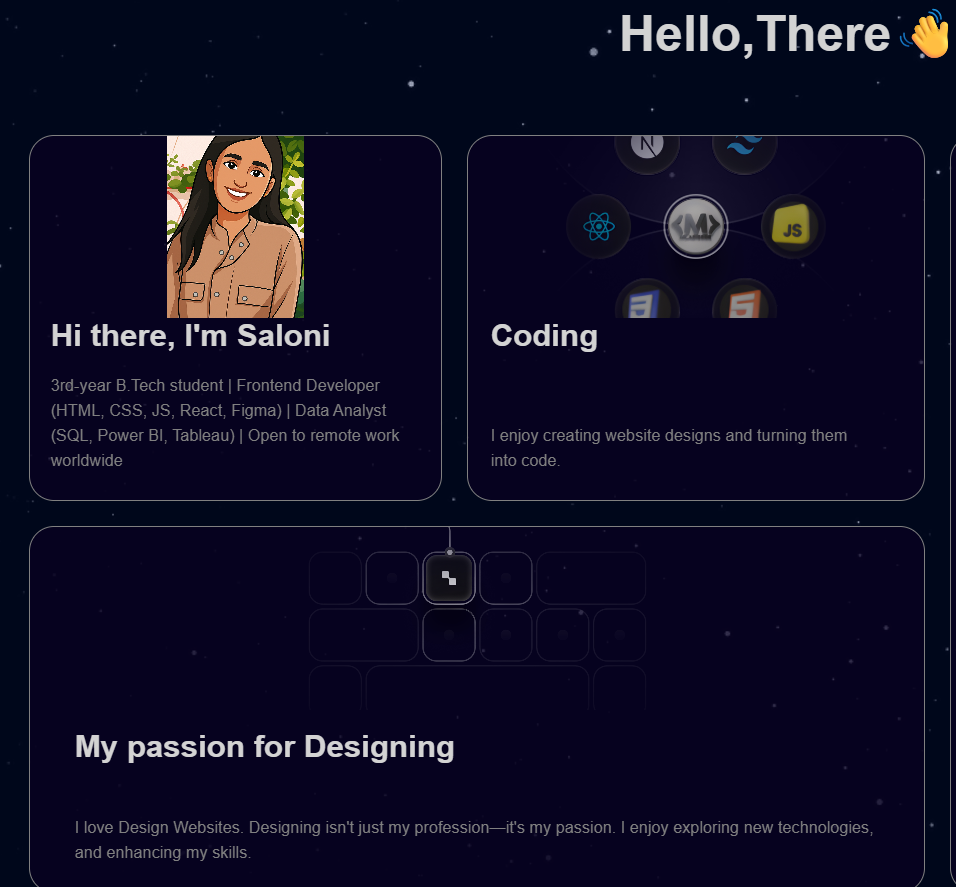 Hello,There 👋
N
<M>
JS
3
5
Hi there, I'm Saloni
3rd-year B.Tech student | Frontend Developer
(HTML, CSS, JS, React, Figma) | Data Analyst
(SQL, Power BI, Tableau) | Open to remote work
worldwide
Coding
I enjoy creating website designs and turning them
into code.
My passion for Designing
I love Design Websites. Designing isn't just my profession—it's my passion. I enjoy exploring new technologies,
and enhancing my skills.